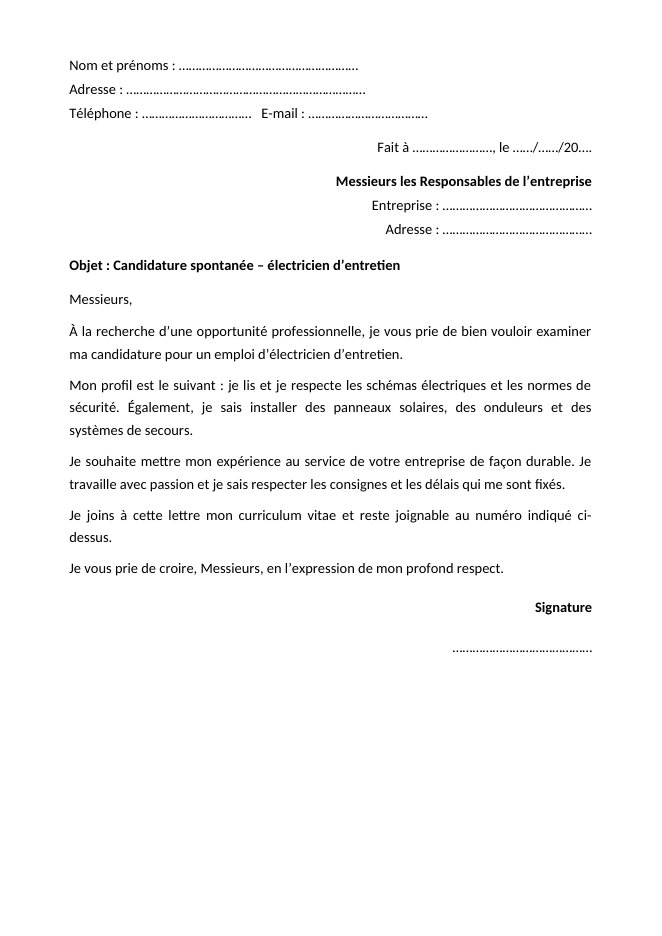 Nom et prénoms : ………………………………………………
Adresse : ………………………………………………………………
Téléphone : …………………………… E-mail : ………………………………
Fait à ……………………, le ……/……/20….
Messieurs les Responsables de l’entreprise
Entreprise : ………………………………………
Adresse : ………………………………………
Objet : Candidature spontanée – électricien d’entretien
Messieurs,
À la recherche d’une opportunité professionnelle, je vous prie de bien vouloir examiner
ma candidature pour un emploi d’électricien d’entretien.
Mon profil est le suivant : je lis et je respecte les schémas électriques et les normes de
sécurité. Également, je sais installer des panneaux solaires, des onduleurs et des
systèmes de secours.
Je souhaite mettre mon expérience au service de votre entreprise de façon durable. Je
travaille avec passion et je sais respecter les consignes et les délais qui me sont fixés.
Je joins à cette lettre mon curriculum vitae et reste joignable au numéro indiqué ci-
dessus.
Je vous prie de croire, Messieurs, en l’expression de mon profond respect.
Signature
……………………………………